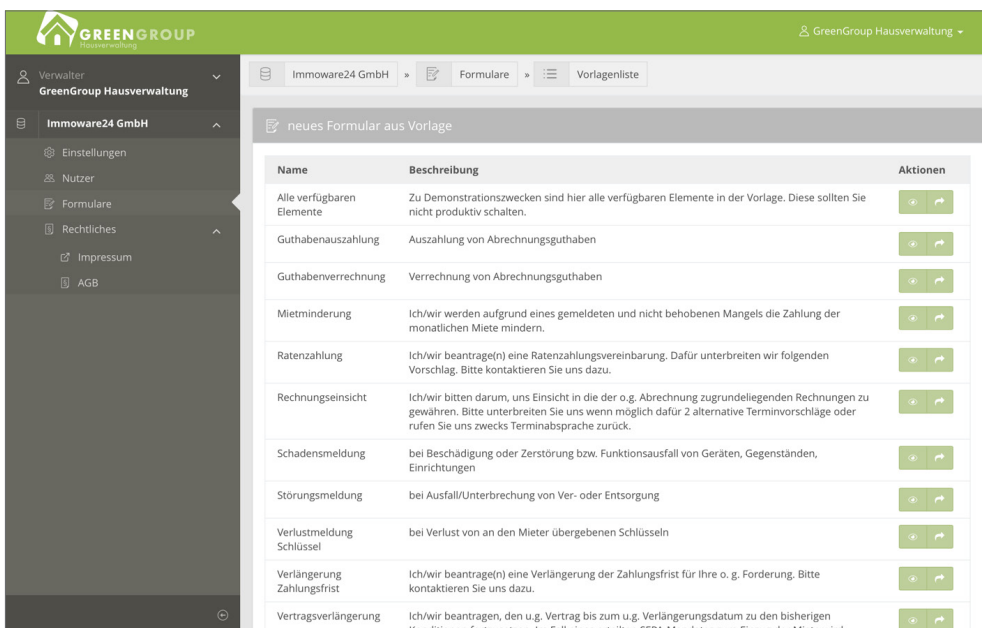 GREENGROUP
Hausverwaltung
GreenGroup Hausverwaltung
Verwalter
GreenGroup Hausverwaltung
Immoware24 GmbH
Einstellungen
Nutzer
Formulare
Rechtliches
Impressum
AGB
Immoware24 GmbH » Formulare » Vorlagenliste
neues Formular aus Vorlage
Name Beschreibung Aktionen
Alle verfügbaren
Elemente
Zu Demonstrationszwecken sind hier alle verfügbaren Elemente in der Vorlage. Diese sollten Sie
nicht produktiv schalten.
Guthabenauszahlung Auszahlung von Abrechnungsguthaben
Guthabenverrechnung Verrechnung von Abrechnungsguthaben
Mietminderung
Ich/wir werden aufgrund eines gemeldeten und nicht behobenen Mangels die Zahlung der
monatlichen Miete mindern.
Ratenzahlung
Ich/wir beantrage(n) eine Ratenzahlungsvereinbarung. Dafür unterbreiten wir folgenden
Vorschlag. Bitte kontaktieren Sie uns dazu.
Rechnungseinsicht
Ich/wir bitten darum, uns Einsicht in die der o.g. Abrechnung zugrundeliegenden Rechnungen zu
gewähren. Bitte unterbreiten Sie uns wenn möglich dafür 2 alternative Terminvorschläge oder
rufen Sie uns zwecks Terminabsprache zurück.
Schadensmeldung
bei Beschädigung oder Zerstörung bzw. Funktionsausfall von Geräten, Gegenständen,
Einrichtungen
Störungsmeldung bei Ausfall/Unterbrechung von Ver- oder Entsorgung
Verlustmeldung
Schlüssel
bei Verlust von an den Mieter übergebenen Schlüsseln
Verlängerung
Zahlungsfrist
Ich/wir beantrage(n) eine Verlängerung der Zahlungsfrist für Ihre o. g. Forderung. Bitte
kontaktieren Sie uns dazu.
Vertragsverlängerung
Ich/wir beantragen, den u.g. Vertrag bis zum u.g. Verlängerungsdatum zu den bisherigen